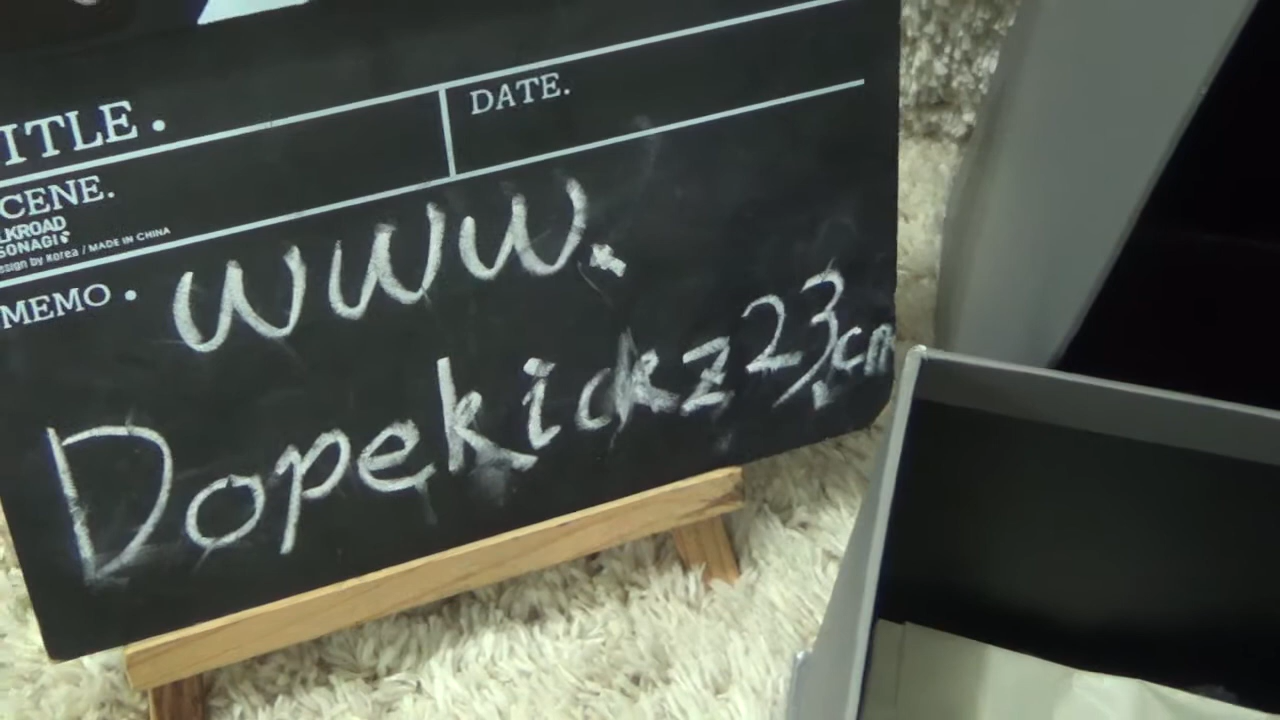 ITLE.
DATE.
CENE.
LKROAD
SONAGI
esign by Korea / MADE IN CHINA
MEMO.
www.
Dopekickz23,cm